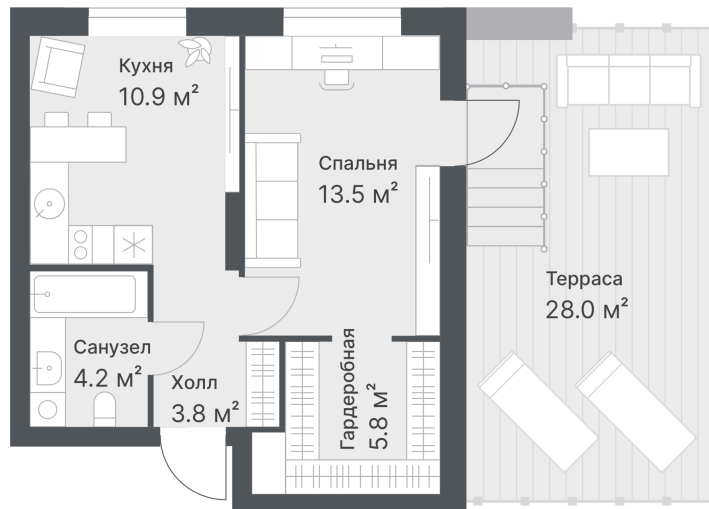 Кухня
10.9 м²
Спальня
13.5 м²
Терраса
28.0 м²
Санузел
4.2 м²
Холл
3.8 м²
Гардеробная
5.8 м²